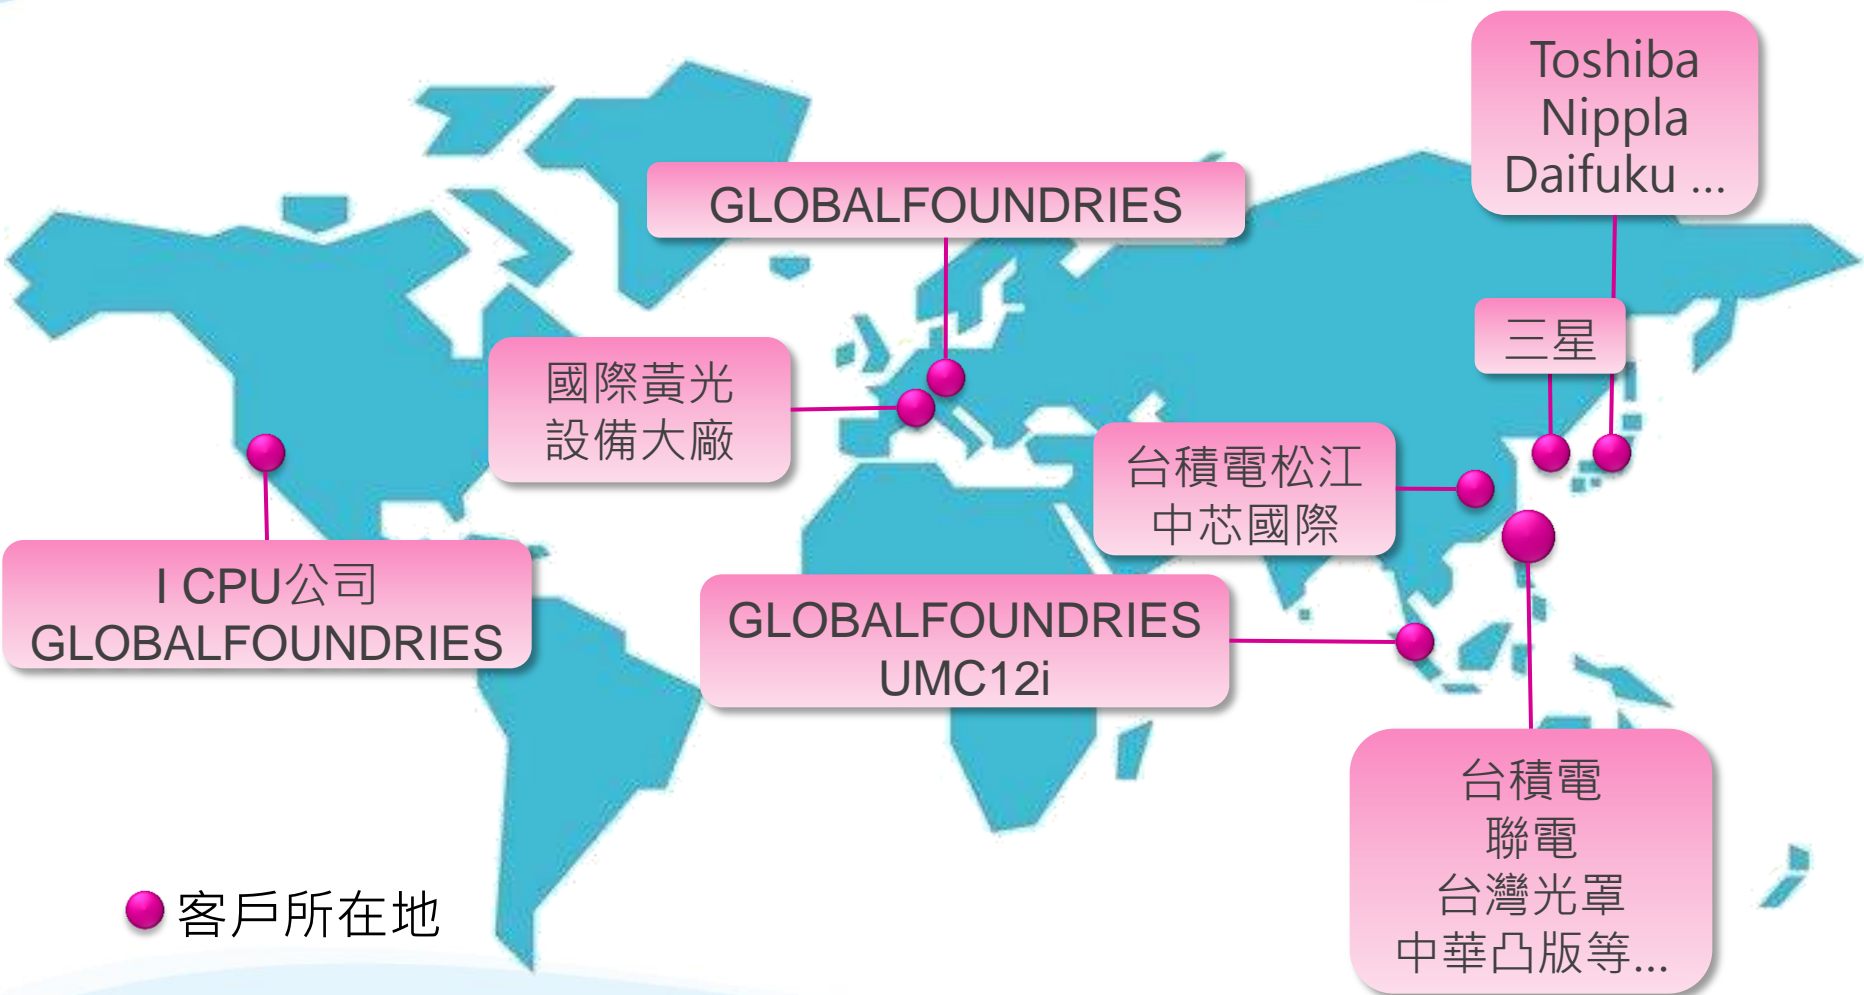 Toshiba
Nippla
Daifuku ...
GLOBALFOUNDRIES
三星
國際黃光
設備大廠
台積電松江
中芯國際
I CPU公司
GLOBALFOUNDRIES
GLOBALFOUNDRIES
UMC12i
台積電
聯電
台灣光罩
中華凸版等...
客戶所在地